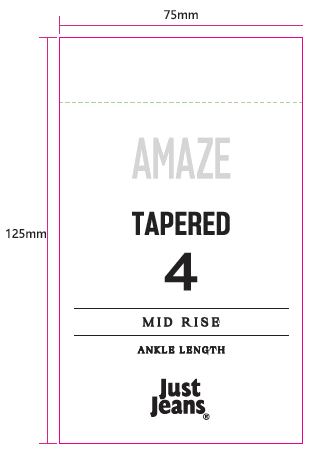 75mm
125mm
AMAZE
TAPERED
4
MID RISE
ANKLE LENGTH
Just
Jeans®